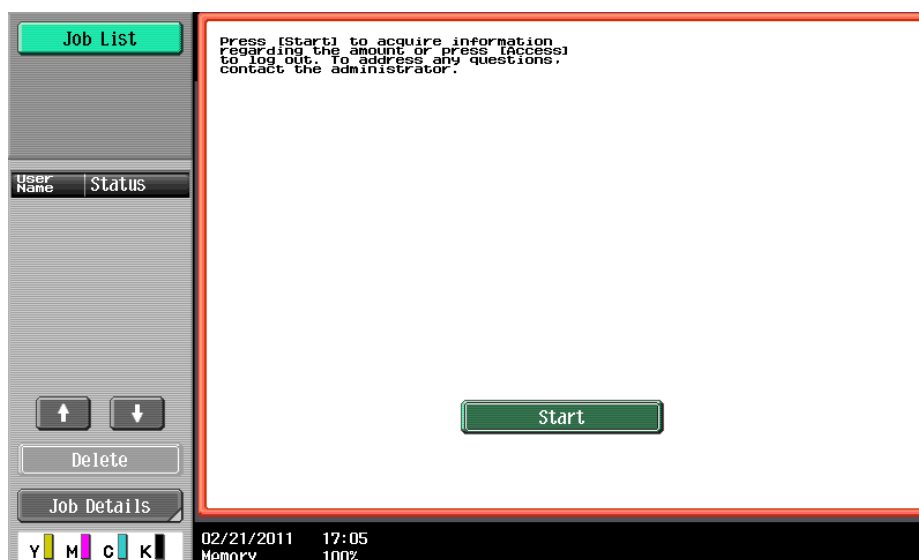 Job List
Press [Start] to acquire information
regarding the amount or press [Access]
to log out. To address any questions,
contact the administrator.
User
Name
Status
Start
Delete
Job Details
Y M C K
02/21/2011 17:05
Memory 100%